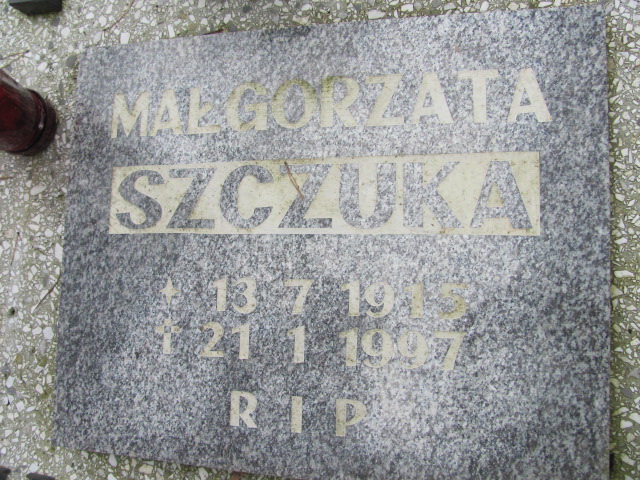 MAŁGORZATA
SZCZUKA
✦ 13 7 1915
✝ 21 1 1997
R I P